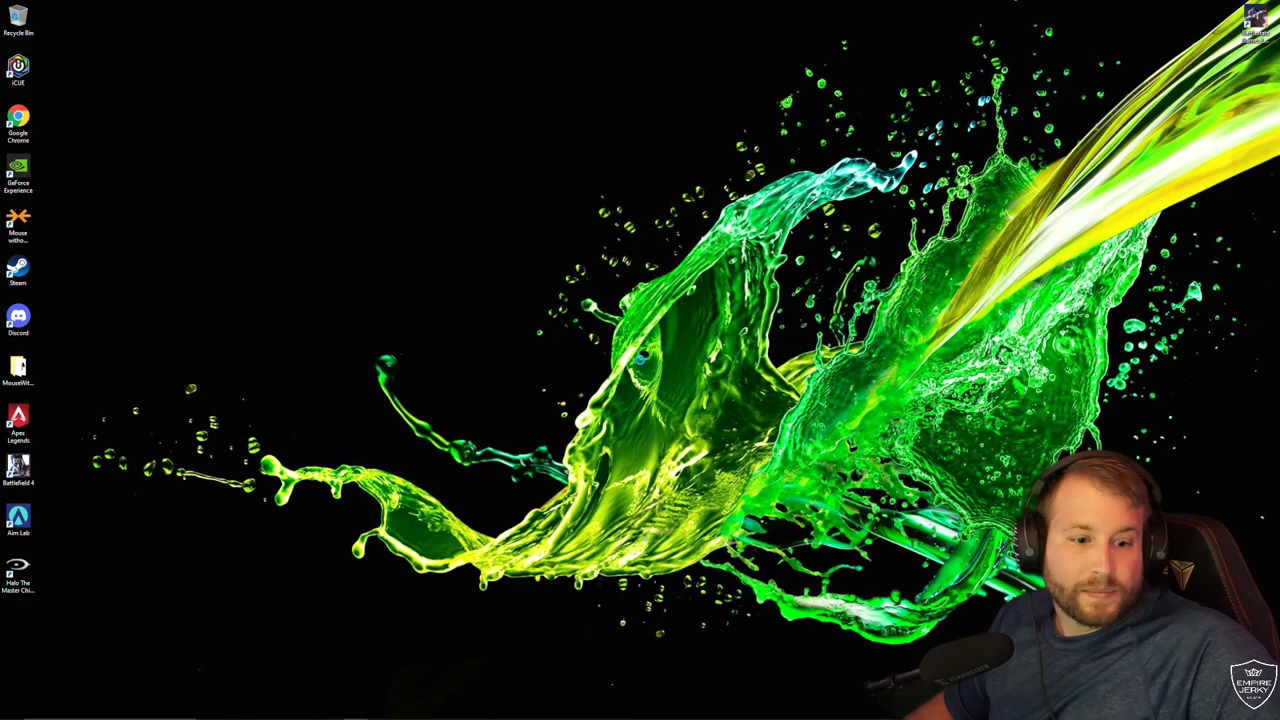 Recycle Bin
iCUE
Google
Chrome
GeForce
Experience
Mouse
witho...
Steam
Discord
MouseWit...
Apex
Legends
Battlefield 4
Aim Lab
Halo The
Master Chi...
EMPIRE
JERKY